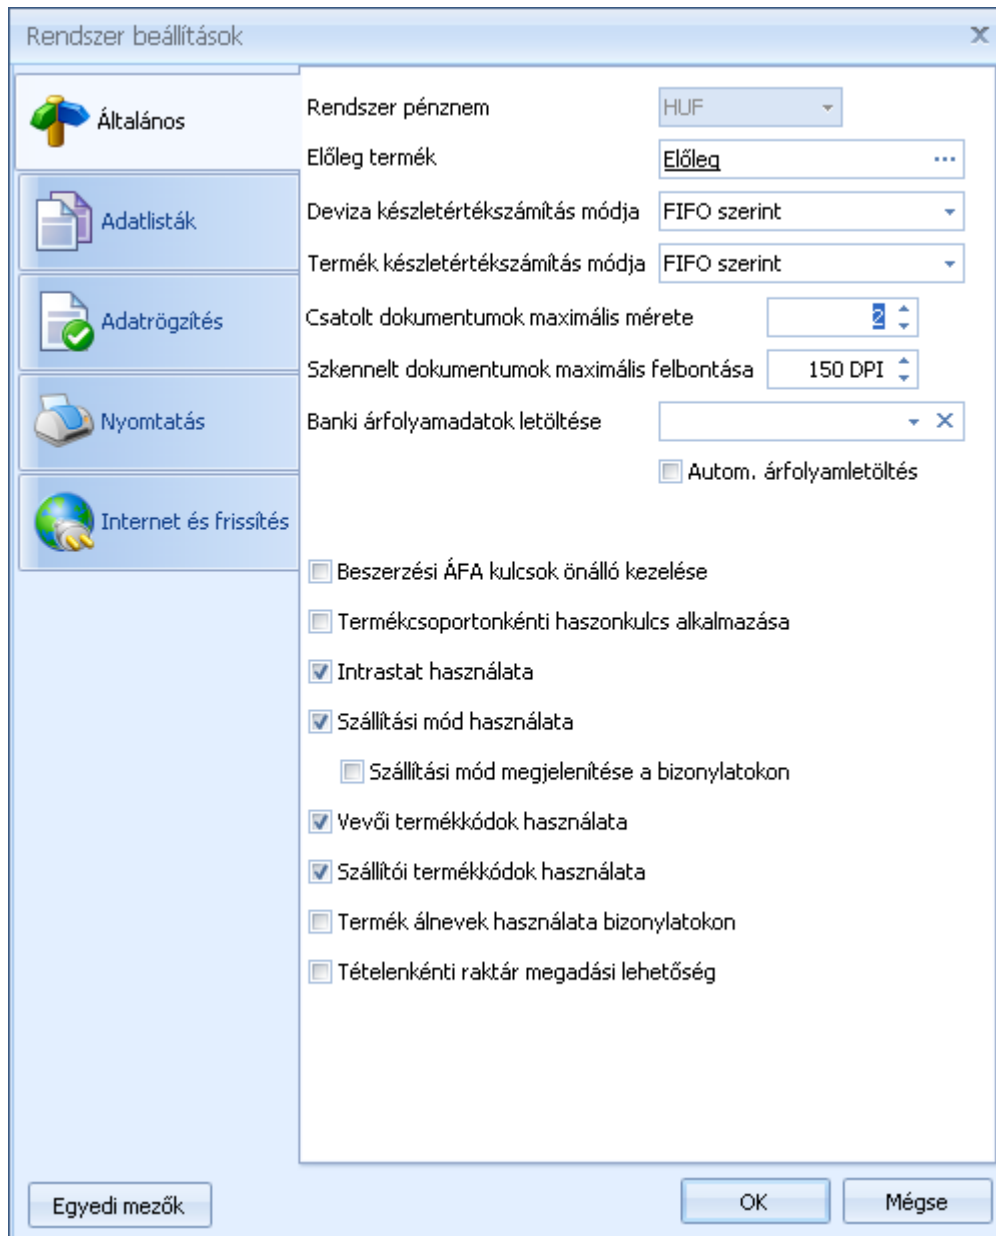 Rendszer beállítások
Általános
Adatlisták
Adatrögzítés
Nyomtatás
Internet és frissítés
Rendszer pénznem HUF
Előleg termék Előleg ...
Deviza készletértékszámítás módja FIFO szerint
Termék készletértékszámítás módja FIFO szerint
Csatolt dokumentumok maximális mérete 2
Szkennelt dokumentumok maximális felbontása 150 DPI
Banki árfolyamadatok letöltése
Autom. árfolyamletöltés
Beszerzési ÁFA kulcsok önálló kezelése
Termékcsoportonkénti haszonkulcs alkalmazása
Intrastat használata
Szállítási mód használata
Szállítási mód megjelenítése a bizonylatokon
Vevői termékkódok használata
Szállítói termékkódok használata
Termék álnevek használata bizonylatokon
Tételenkénti raktár megadási lehetőség
Egyedi mezők OK Mégse